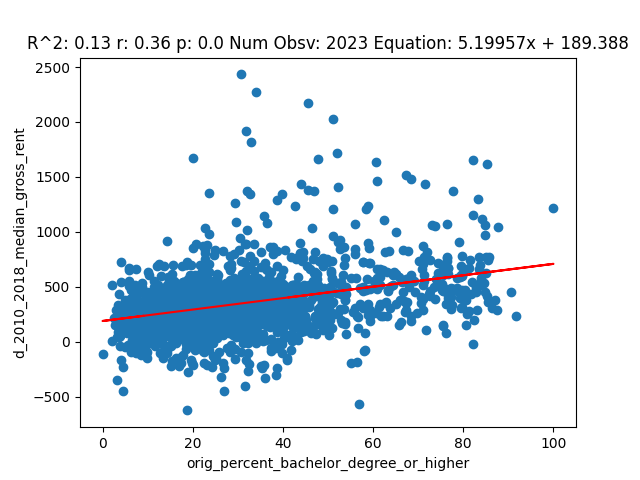 R^2: 0.13 r: 0.36 p: 0.0 Num Obsv: 2023 Equation: 5.19957x + 189.388
2500
2000
1500
1000
500
0
−500
d_2010_2018_median_gross_rent
0 20 40 60 80 100
orig_percent_bachelor_degree_or_higher